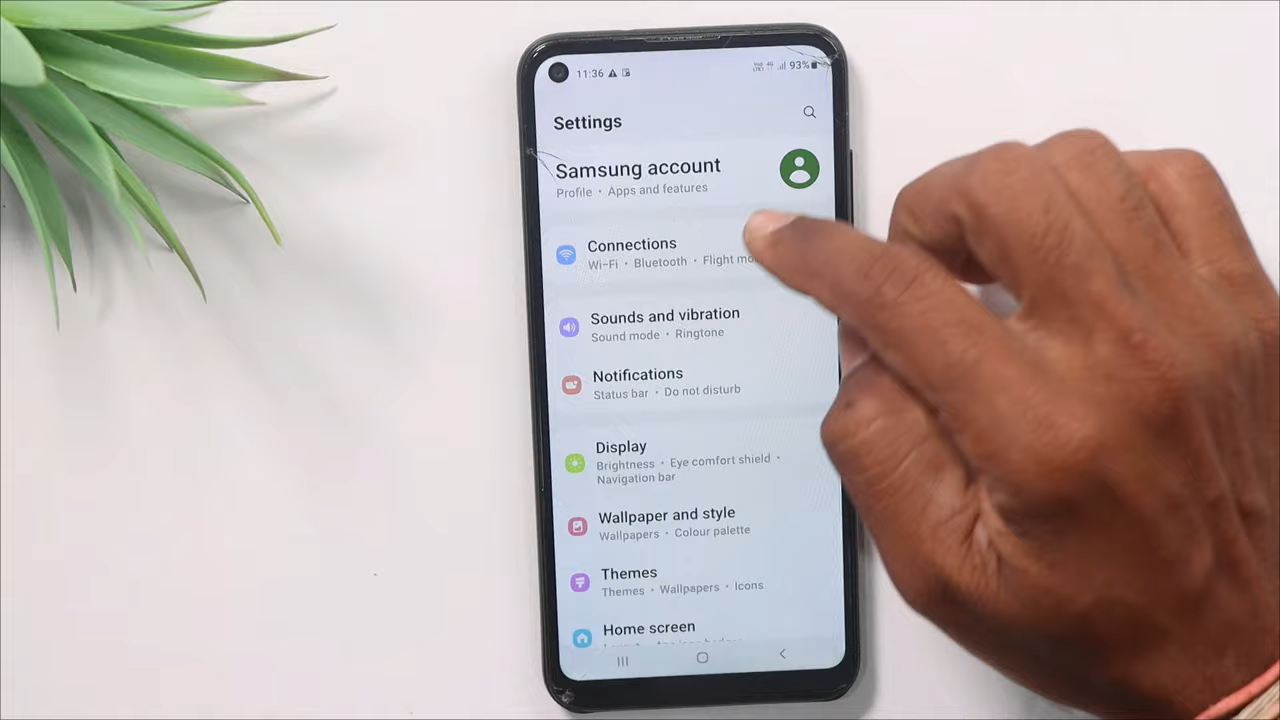 11:36
93%
Settings
Samsung account
Profile • Apps and features
Connections
Wi-Fi • Bluetooth • Flight mo
Sounds and vibration
Sound mode • Ringtone
Notifications
Status bar • Do not disturb
Display
Brightness • Eye comfort shield •
Navigation bar
Wallpaper and style
Wallpapers • Colour palette
Themes
Themes • Wallpapers • Icons
Home screen